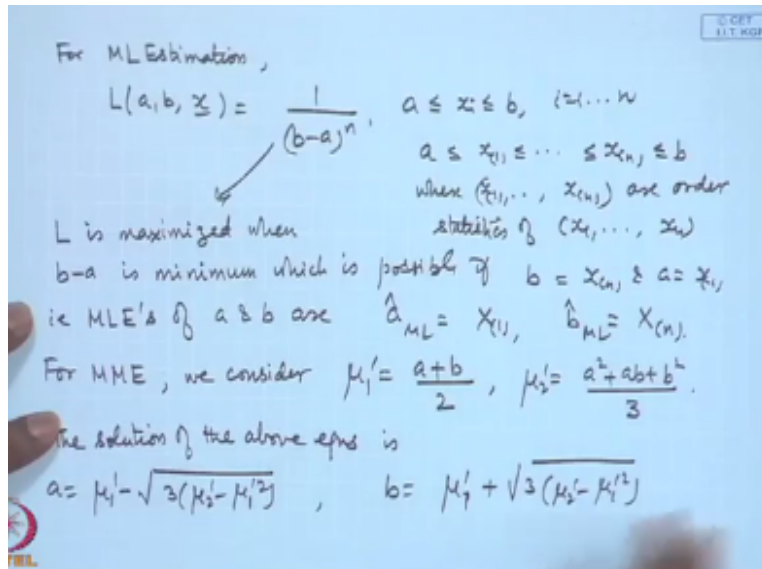 © CET
I.I.T. KGP
For MLEstimation,
L(a, b, x) = 1/(b-a)^n, a ≤ xi ≤ b, i=1...n
a ≤ x(1) ≤ ... ≤ x(n) ≤ b
where (x(1), .., x(n)) are order
statistics of (x1, ..., xn)
L is maximized when
b-a is minimum which is possible if b = x(n) & a = x(1)
ie MLE's of a & b are â_ML = X(1), b̂_ML = X(n).
For MME, we consider μ1' = (a+b)/2, μ2' = (a²+ab+b²)/3.
The solution of the above eqns is
a = μ1' - √3(μ2' - μ1'²), b = μ1' + √3(μ2' - μ1'²)